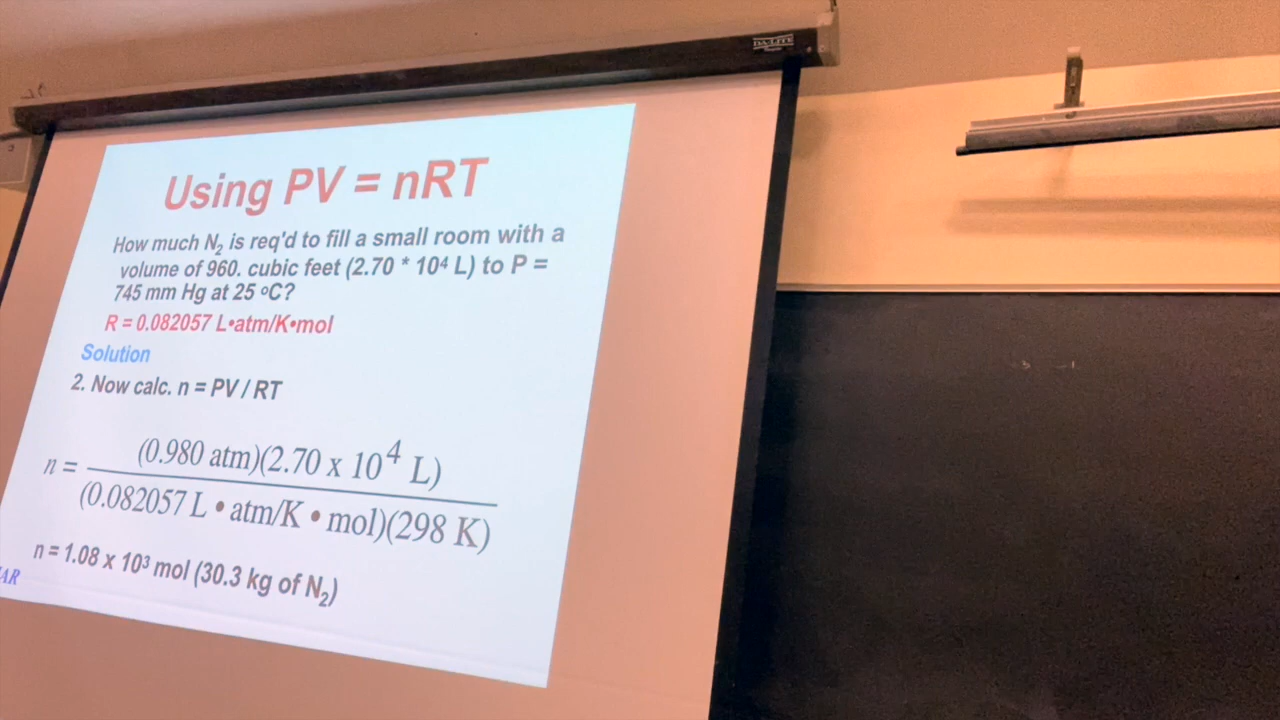 DA-LITE
Using PV = nRT
How much N₂ is req'd to fill a small room with a
volume of 960. cubic feet (2.70 * 10⁴ L) to P =
745 mm Hg at 25 ºC?
R = 0.082057 L•atm/K•mol
Solution
2. Now calc. n = PV / RT
n = (0.980 atm)(2.70 x 10⁴ L)
(0.082057 L • atm/K • mol)(298 K)
n = 1.08 x 10³ mol (30.3 kg of N₂)